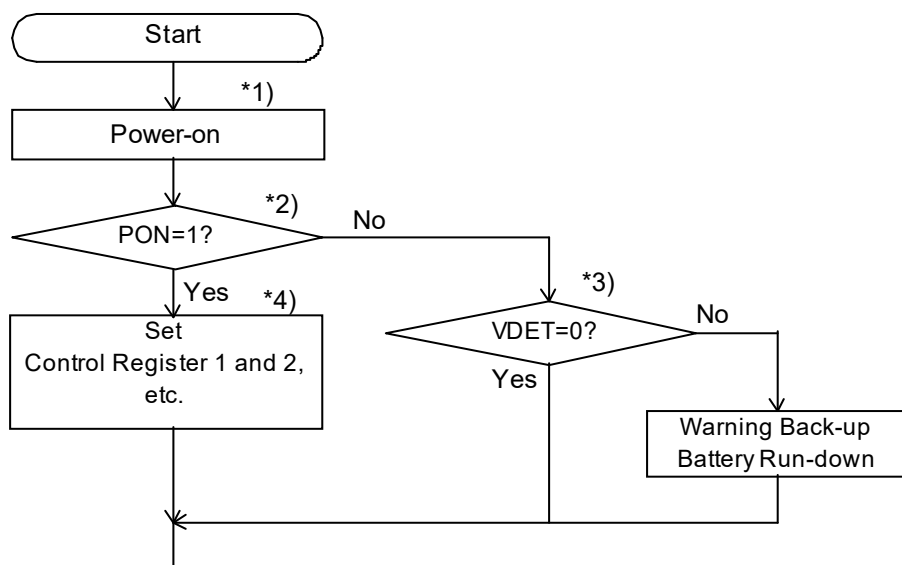 Start
*1)
Power-on
*2)
No
PON=1?
Yes
*4)
*3)
Set
Control Register 1 and 2,
etc.
VDET=0?
No
Yes
Warning Back-up
Battery Run-down